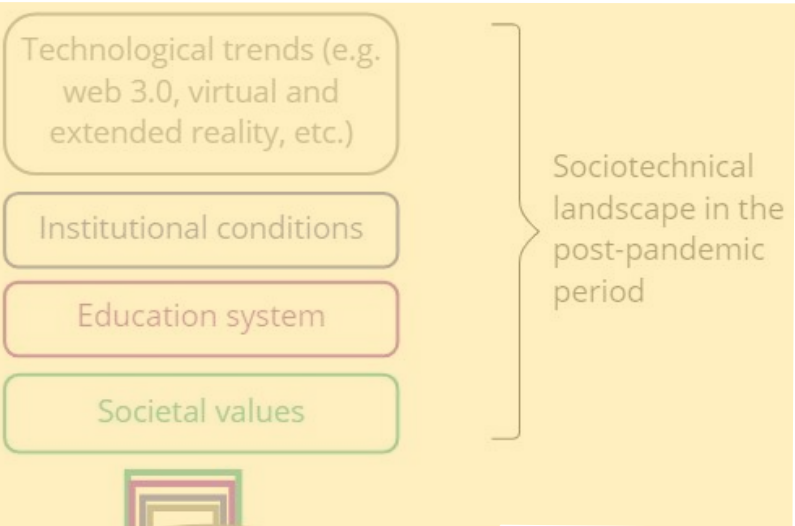 Technological trends (e.g.
web 3.0, virtual and
extended reality, etc.)
Institutional conditions
Education system
Societal values
Sociotechnical
landscape in the
post-pandemic
period